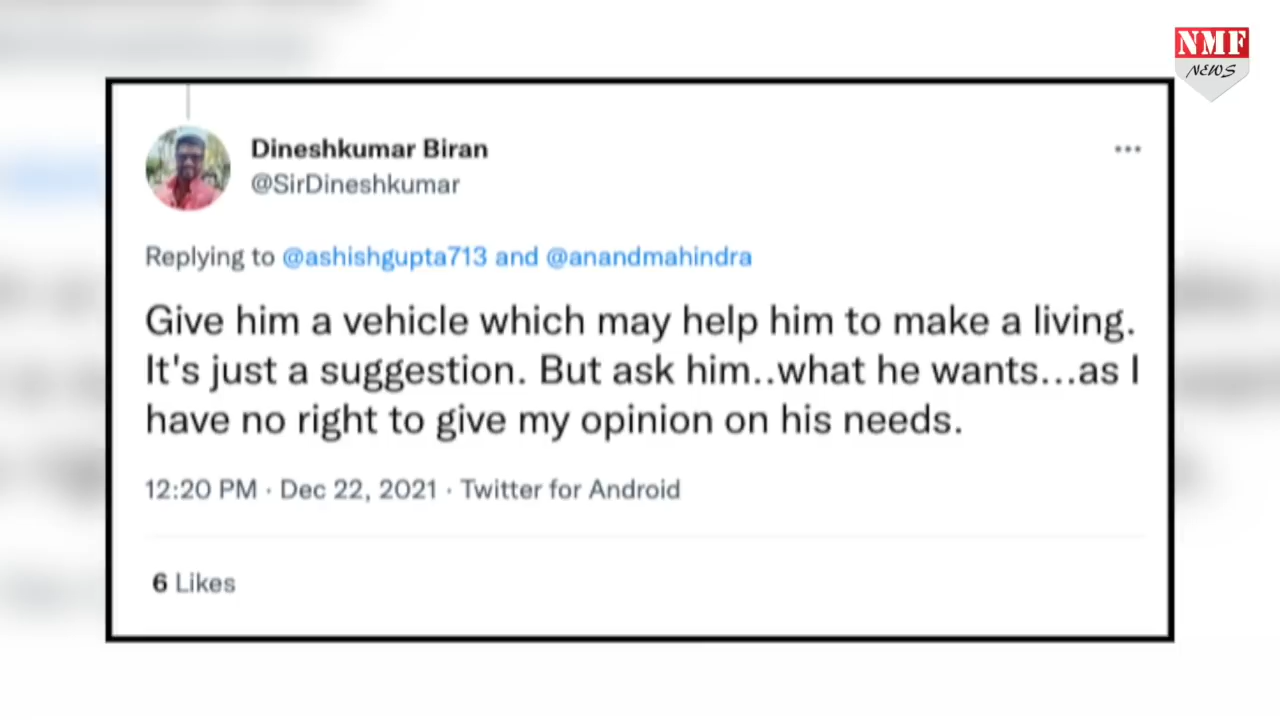 NMF
NEWS
Dineshkumar Biran
@SirDineshkumar
Replying to @ashishgupta713 and @anandmahindra
Give him a vehicle which may help him to make a living.
It's just a suggestion. But ask him..what he wants...as I
have no right to give my opinion on his needs.
12:20 PM · Dec 22, 2021 · Twitter for Android
6 Likes